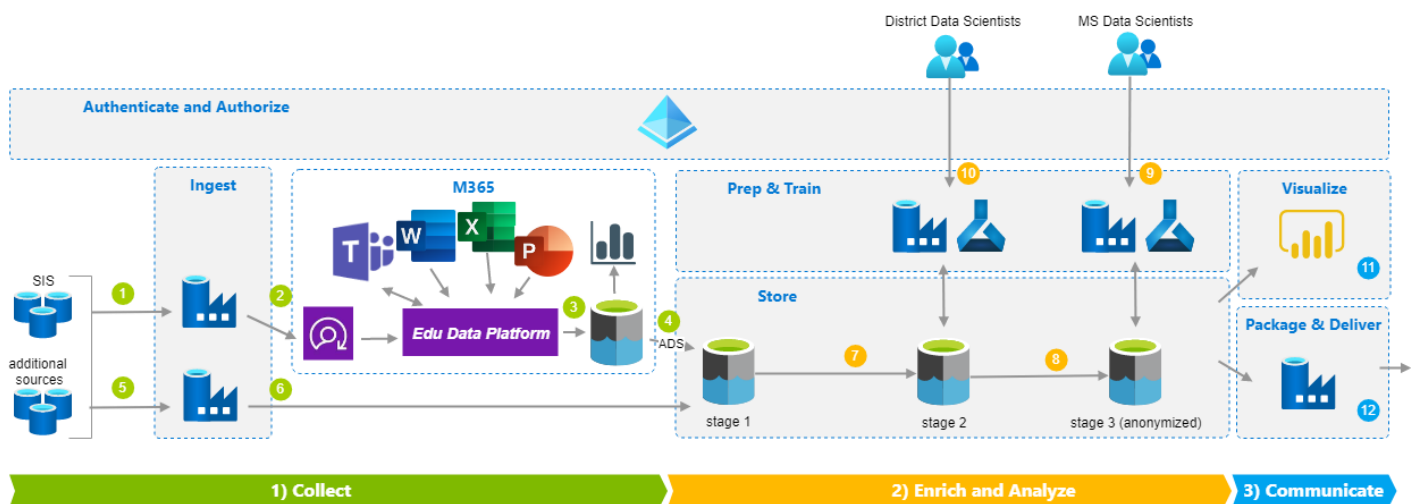 District Data Scientists
MS Data Scientists
Authenticate and Authorize
Ingest
M365
Prep & Train
10
9
Visualize
T
W
X
P
SIS
1
2
3
4
11
Store
Edu Data Platform
ADS
Package & Deliver
additional
sources
5
6
7
8
12
stage 1
stage 2
stage 3 (anonymized)
1) Collect
2) Enrich and Analyze
3) Communicate